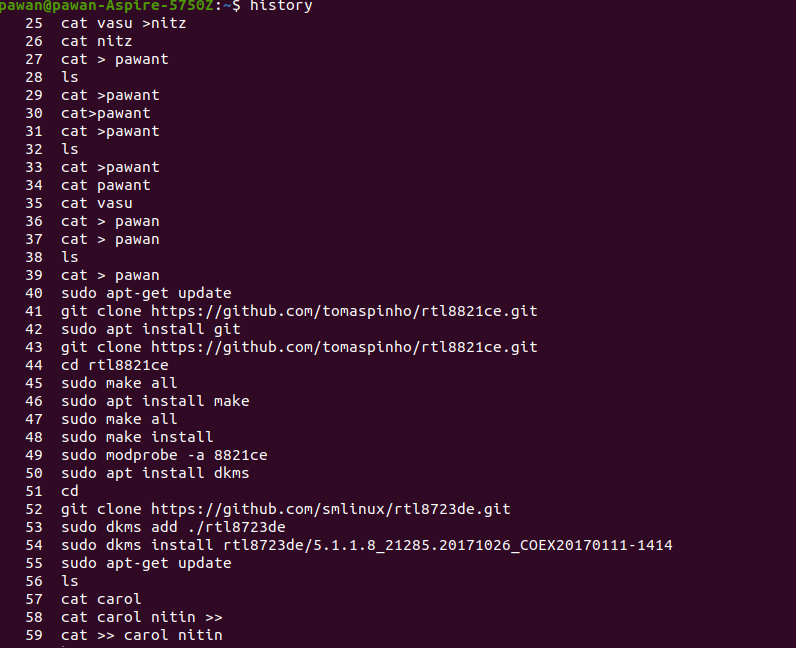 pawan@pawan-Aspire-5750Z:~$ history
25 cat vasu >nitz
26 cat nitz
27 cat > pawant
28 ls
29 cat >pawant
30 cat>pawant
31 cat >pawant
32 ls
33 cat >pawant
34 cat pawant
35 cat vasu
36 cat > pawan
37 cat > pawan
38 ls
39 cat > pawan
40 sudo apt-get update
41 git clone https://github.com/tomaspinho/rtl8821ce.git
42 sudo apt install git
43 git clone https://github.com/tomaspinho/rtl8821ce.git
44 cd rtl8821ce
45 sudo make all
46 sudo apt install make
47 sudo make all
48 sudo make install
49 sudo modprobe -a 8821ce
50 sudo apt install dkms
51 cd
52 git clone https://github.com/smlinux/rtl8723de.git
53 sudo dkms add ./rtl8723de
54 sudo dkms install rtl8723de/5.1.1.8_21285.20171026_COEX20170111-1414
55 sudo apt-get update
56 ls
57 cat carol
58 cat carol nitin >>
59 cat >> carol nitin